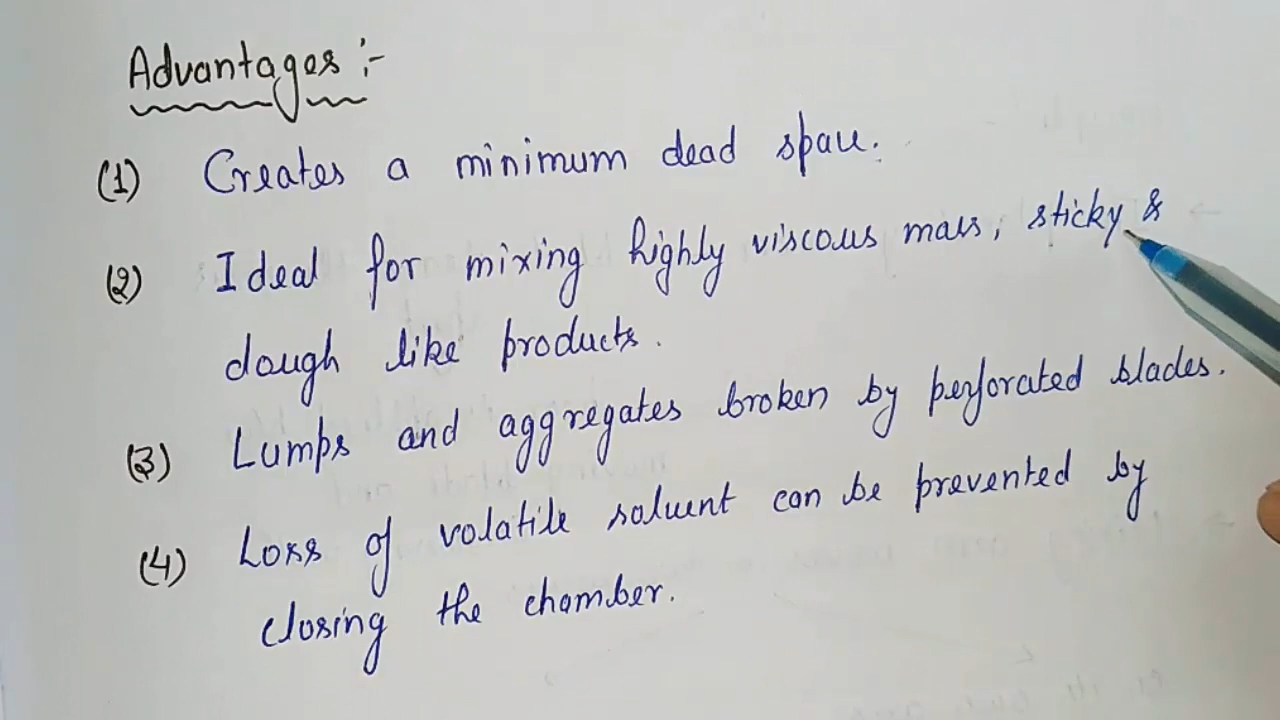 Advantages :-
(1) Creates a minimum dead space.
(2) Ideal for mixing highly viscous mass, sticky &
dough like products.
(3) Lumps and aggregates broken by perforated blades.
(4) Loss of volatile solvent can be prevented by
closing the chamber.